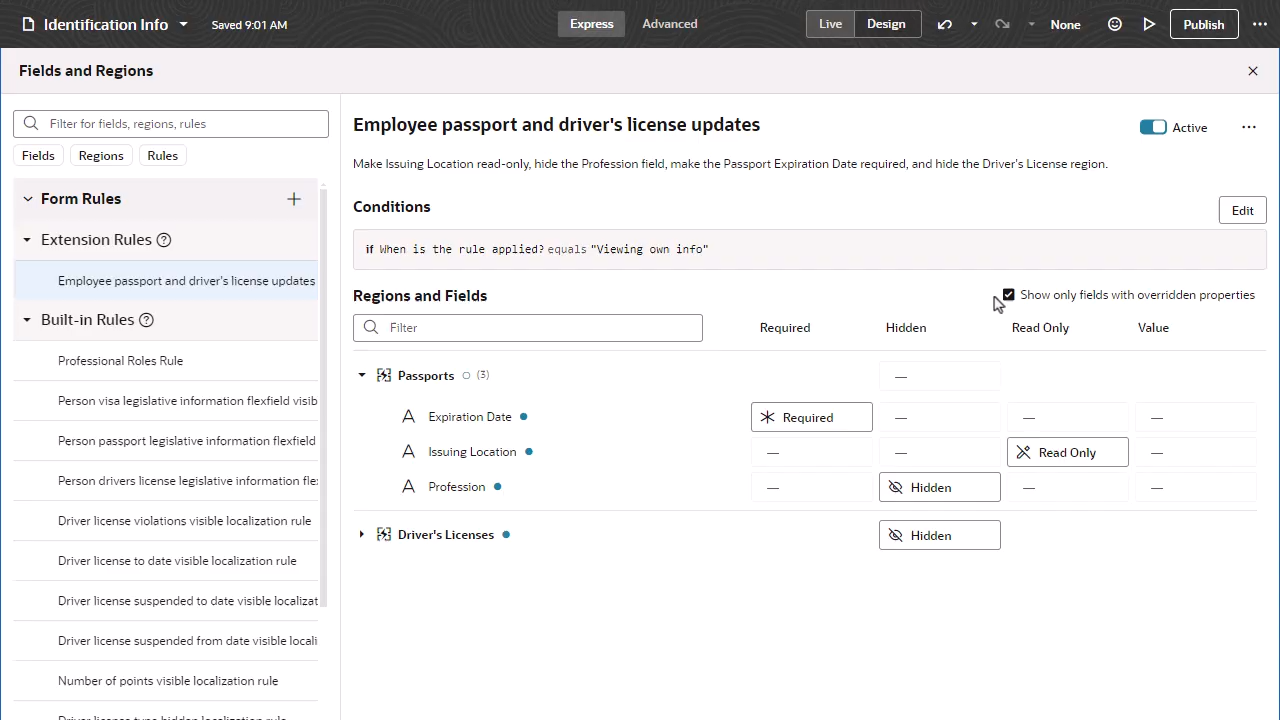 Identification Info
Saved 9:01 AM
Express
Advanced
Live
Design
None
Publish
Fields and Regions
Filter for fields, regions, rules
Fields
Regions
Rules
Form Rules
Extension Rules
Employee passport and driver's license updates
Built-in Rules
Professional Roles Rule
Person visa legislative information flexfield visib
Person passport legislative information flexfield
Person drivers license legislative information fle
Driver license violations visible localization rule
Driver license to date visible localization rule
Driver license suspended to date visible localizat
Driver license suspended from date visible locali
Number of points visible localization rule
Driver license type hidden localization rule
Employee passport and driver's license updates
Active
Make Issuing Location read-only, hide the Profession field, make the Passport Expiration Date required, and hide the Driver's License region.
Conditions
Edit
if When is the rule applied? equals "Viewing own info"
Regions and Fields
Show only fields with overridden properties
Filter
Required
Hidden
Read Only
Value
Passports (3)
—
Expiration Date
Required
—
—
—
Issuing Location
—
—
Read Only
—
Profession
—
Hidden
—
—
Driver's Licenses
Hidden